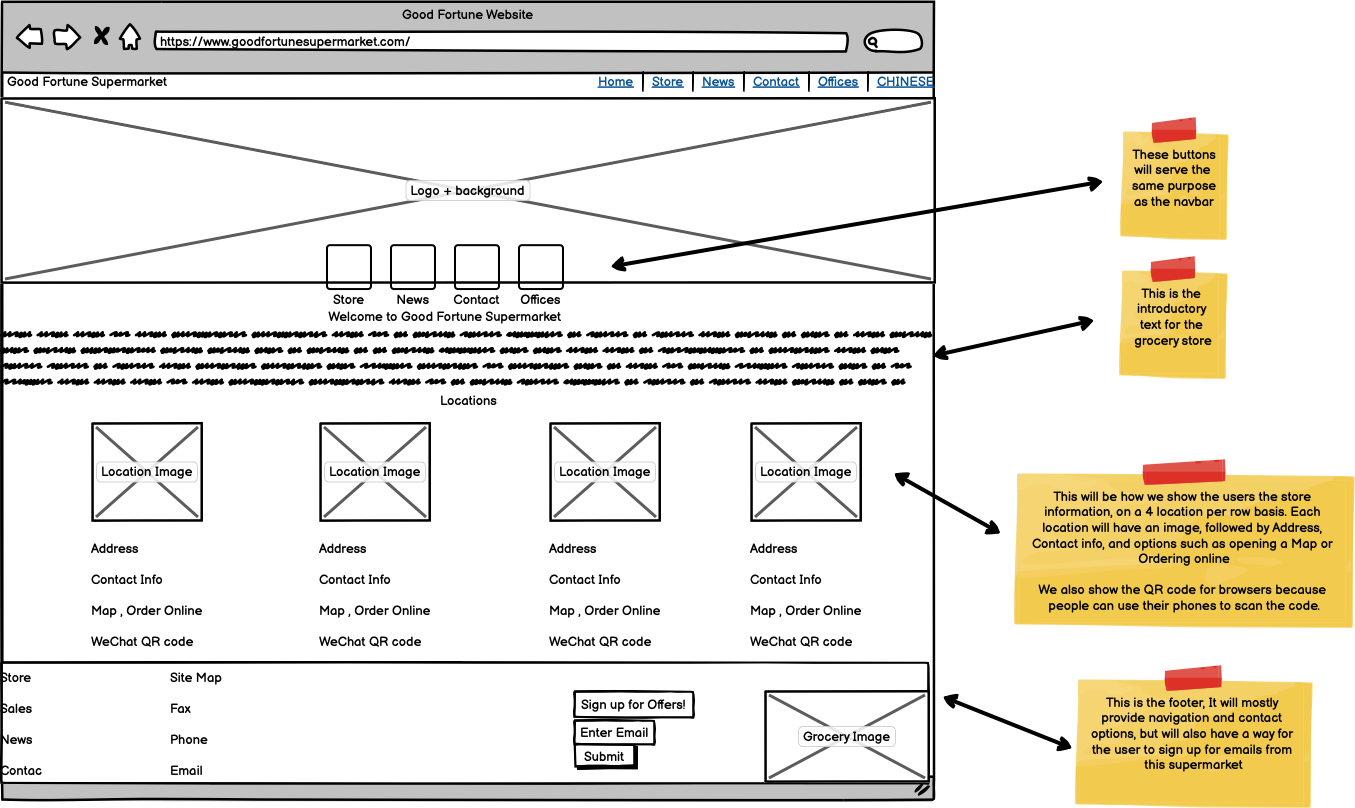 Good Fortune Website
https://www.goodfortunesupermarket.com/
Good Fortune Supermarket
Home Store News Contact Offices CHINESE
Logo + background
Store News Contact Offices
Welcome to Good Fortune Supermarket
Locations
Location Image Location Image Location Image Location Image
Address Address Address Address
Contact Info Contact Info Contact Info Contact Info
Map , Order Online Map , Order Online Map , Order Online Map , Order Online
WeChat QR code WeChat QR code WeChat QR code WeChat QR code
Store Site Map
Sales Fax
News Phone
Contac Email
Sign up for Offers!
Enter Email
Submit
Grocery Image
These buttons
will serve the
same purpose
as the navbar
This is the
introductory
text for the
grocery store
This will be how we show the users the store
information, on a 4 location per row basis. Each
location will have an image, followed by Address,
Contact info, and options such as opening a Map or
Ordering online
We also show the QR code for browsers because
people can use their phones to scan the code.
This is the footer, It will mostly
provide navigation and contact
options, but will also have a way for
the user to sign up for emails from
this supermarket